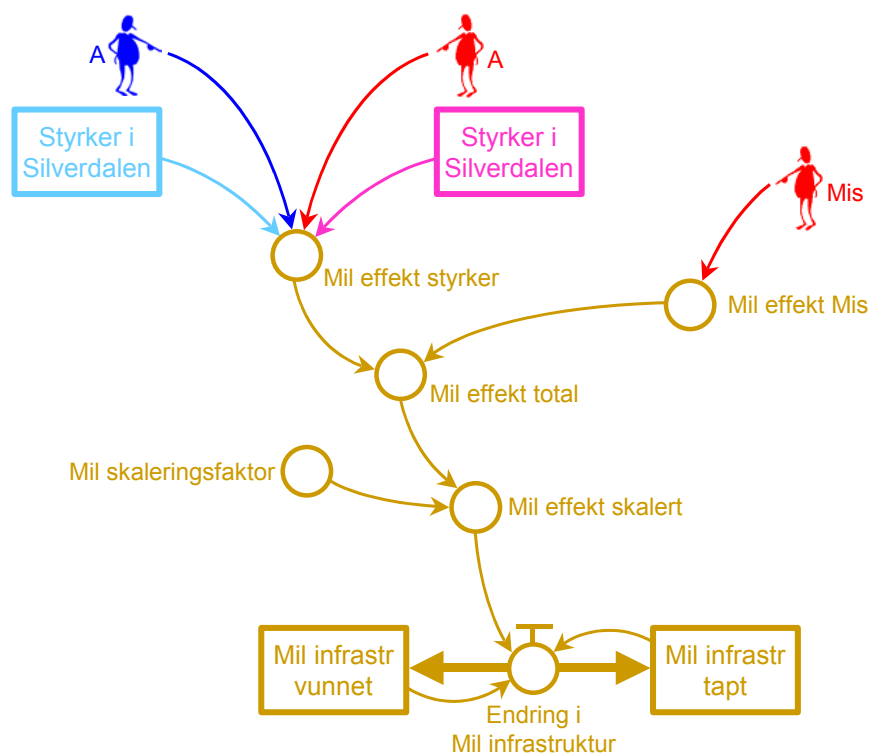 A
A
Styrker i
Silverdalen
Styrker i
Silverdalen
Mis
Mil effekt styrker
Mil effekt Mis
Mil effekt total
Mil skaleringsfaktor
Mil effekt skalert
Mil infrastr
vunnet
Mil infrastr
tapt
Endring i
Mil infrastruktur